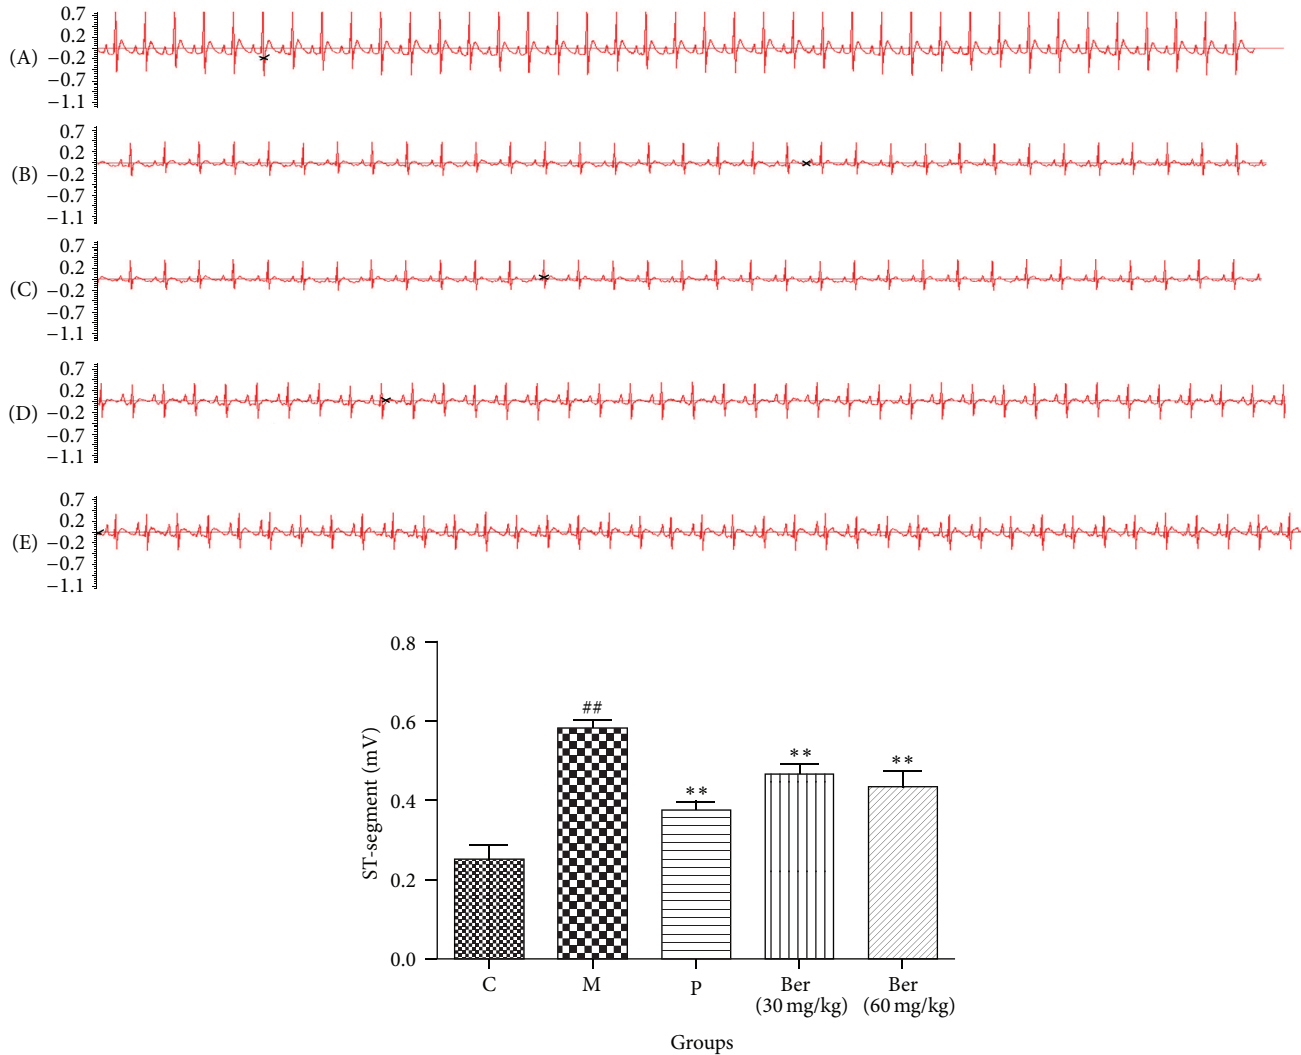 0.7
0.2
(A) −0.2
−0.7
−1.1
0.7
0.2
(B) −0.2
−0.7
−1.1
0.7
0.2
(C) −0.2
−0.7
−1.1
0.7
0.2
(D) −0.2
−0.7
−1.1
0.7
0.2
(E) −0.2
−0.7
−1.1
0.8
0.6
0.4
0.2
0.0
ST-segment (mV)
##
**
**
**
C
M
P
Ber
(30 mg/kg)
Ber
(60 mg/kg)
Groups